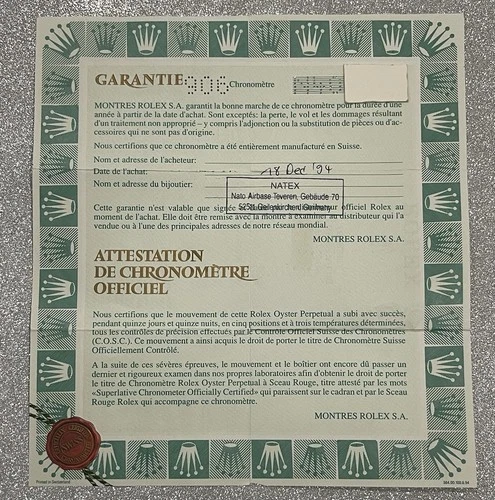 GARANTIE 906 Chronomètre
MONTRES ROLEX S.A. garantit la bonne marche de ce chronomètre pour la durée d'une
année à partir de la date d'achat. Sont exceptés: la perte, le vol et les dommages résultant
d'un traitement non approprié – y compris l'adjonction ou la substitution de pièces ou d'ac-
cessoires qui ne sont pas d'origine.
Nous certifions que ce chronomètre a été entièrement manufacturé en Suisse.
Nom et adresse de l'acheteur:
Date de l'achat: 18 Dec '94
Nom et adresse du bijoutier:
NATEX
Nato Airbase Teveren, Gebäude 70
Geilenkirchen, Germany
Cette garantie n'est valable que signée officiel Rolex au
moment de l'achat. Elle doit être remise avec la montre à examiner au distributeur qui l'a
vendue ou à l'une des principales adresses de notre réseau mondial.
MONTRES ROLEX S.A.
ATTESTATION
DE CHRONOMÈTRE
OFFICIEL
Nous certifions que le mouvement de cette Rolex Oyster Perpetual a subi avec succès,
pendant quinze jours et quinze nuits, en cinq positions et à trois températures déterminées,
tous les contrôles de précision effectués par le Contrôle Officiel Suisse des Chronomètres
(C.O.S.C.). Ce mouvement a ainsi acquis le droit de porter le titre de Chronomètre Suisse
Officiellement Contrôlé.
A la suite de ces sévères épreuves, le mouvement et le boîtier ont encore dû passer un
dernier et rigoureux examen dans nos propres laboratoires afin d'obtenir le droit de porter
le titre de Chronomètre Rolex Oyster Perpetual à Sceau Rouge, titre attesté par les mots
«Superlative Chronometer Officially Certified» qui paraissent sur le cadran et par le Sceau
Rouge Rolex qui accompagne ce chronomètre.
MONTRES ROLEX S.A.
Printed in Switzerland